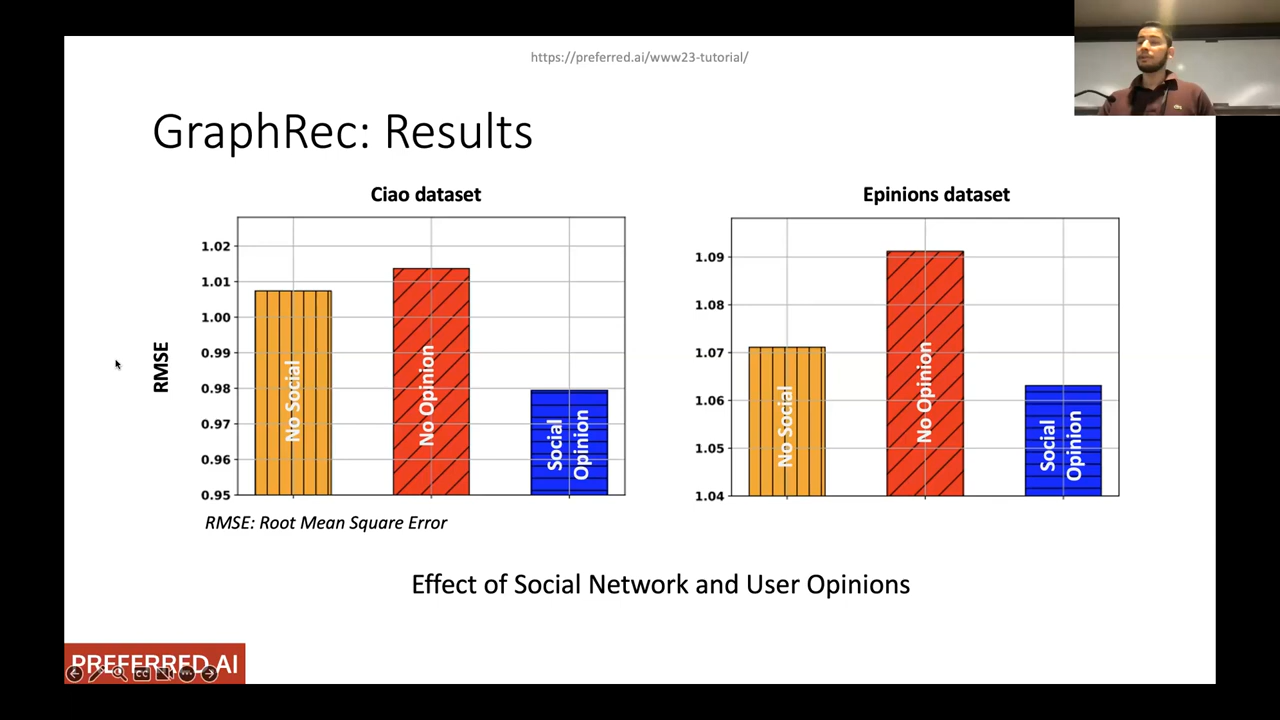 https://preferred.ai/www23-tutorial/
GraphRec: Results
Ciao dataset
1.02
1.01
1.00
0.99
0.98
0.97
0.96
0.95
RMSE
No Social
No Opinion
Social
Opinion
RMSE: Root Mean Square Error
Epinions dataset
1.09
1.08
1.07
1.06
1.05
1.04
No Social
No Opinion
Social
Opinion
Effect of Social Network and User Opinions
PREFERRED.AI
CC